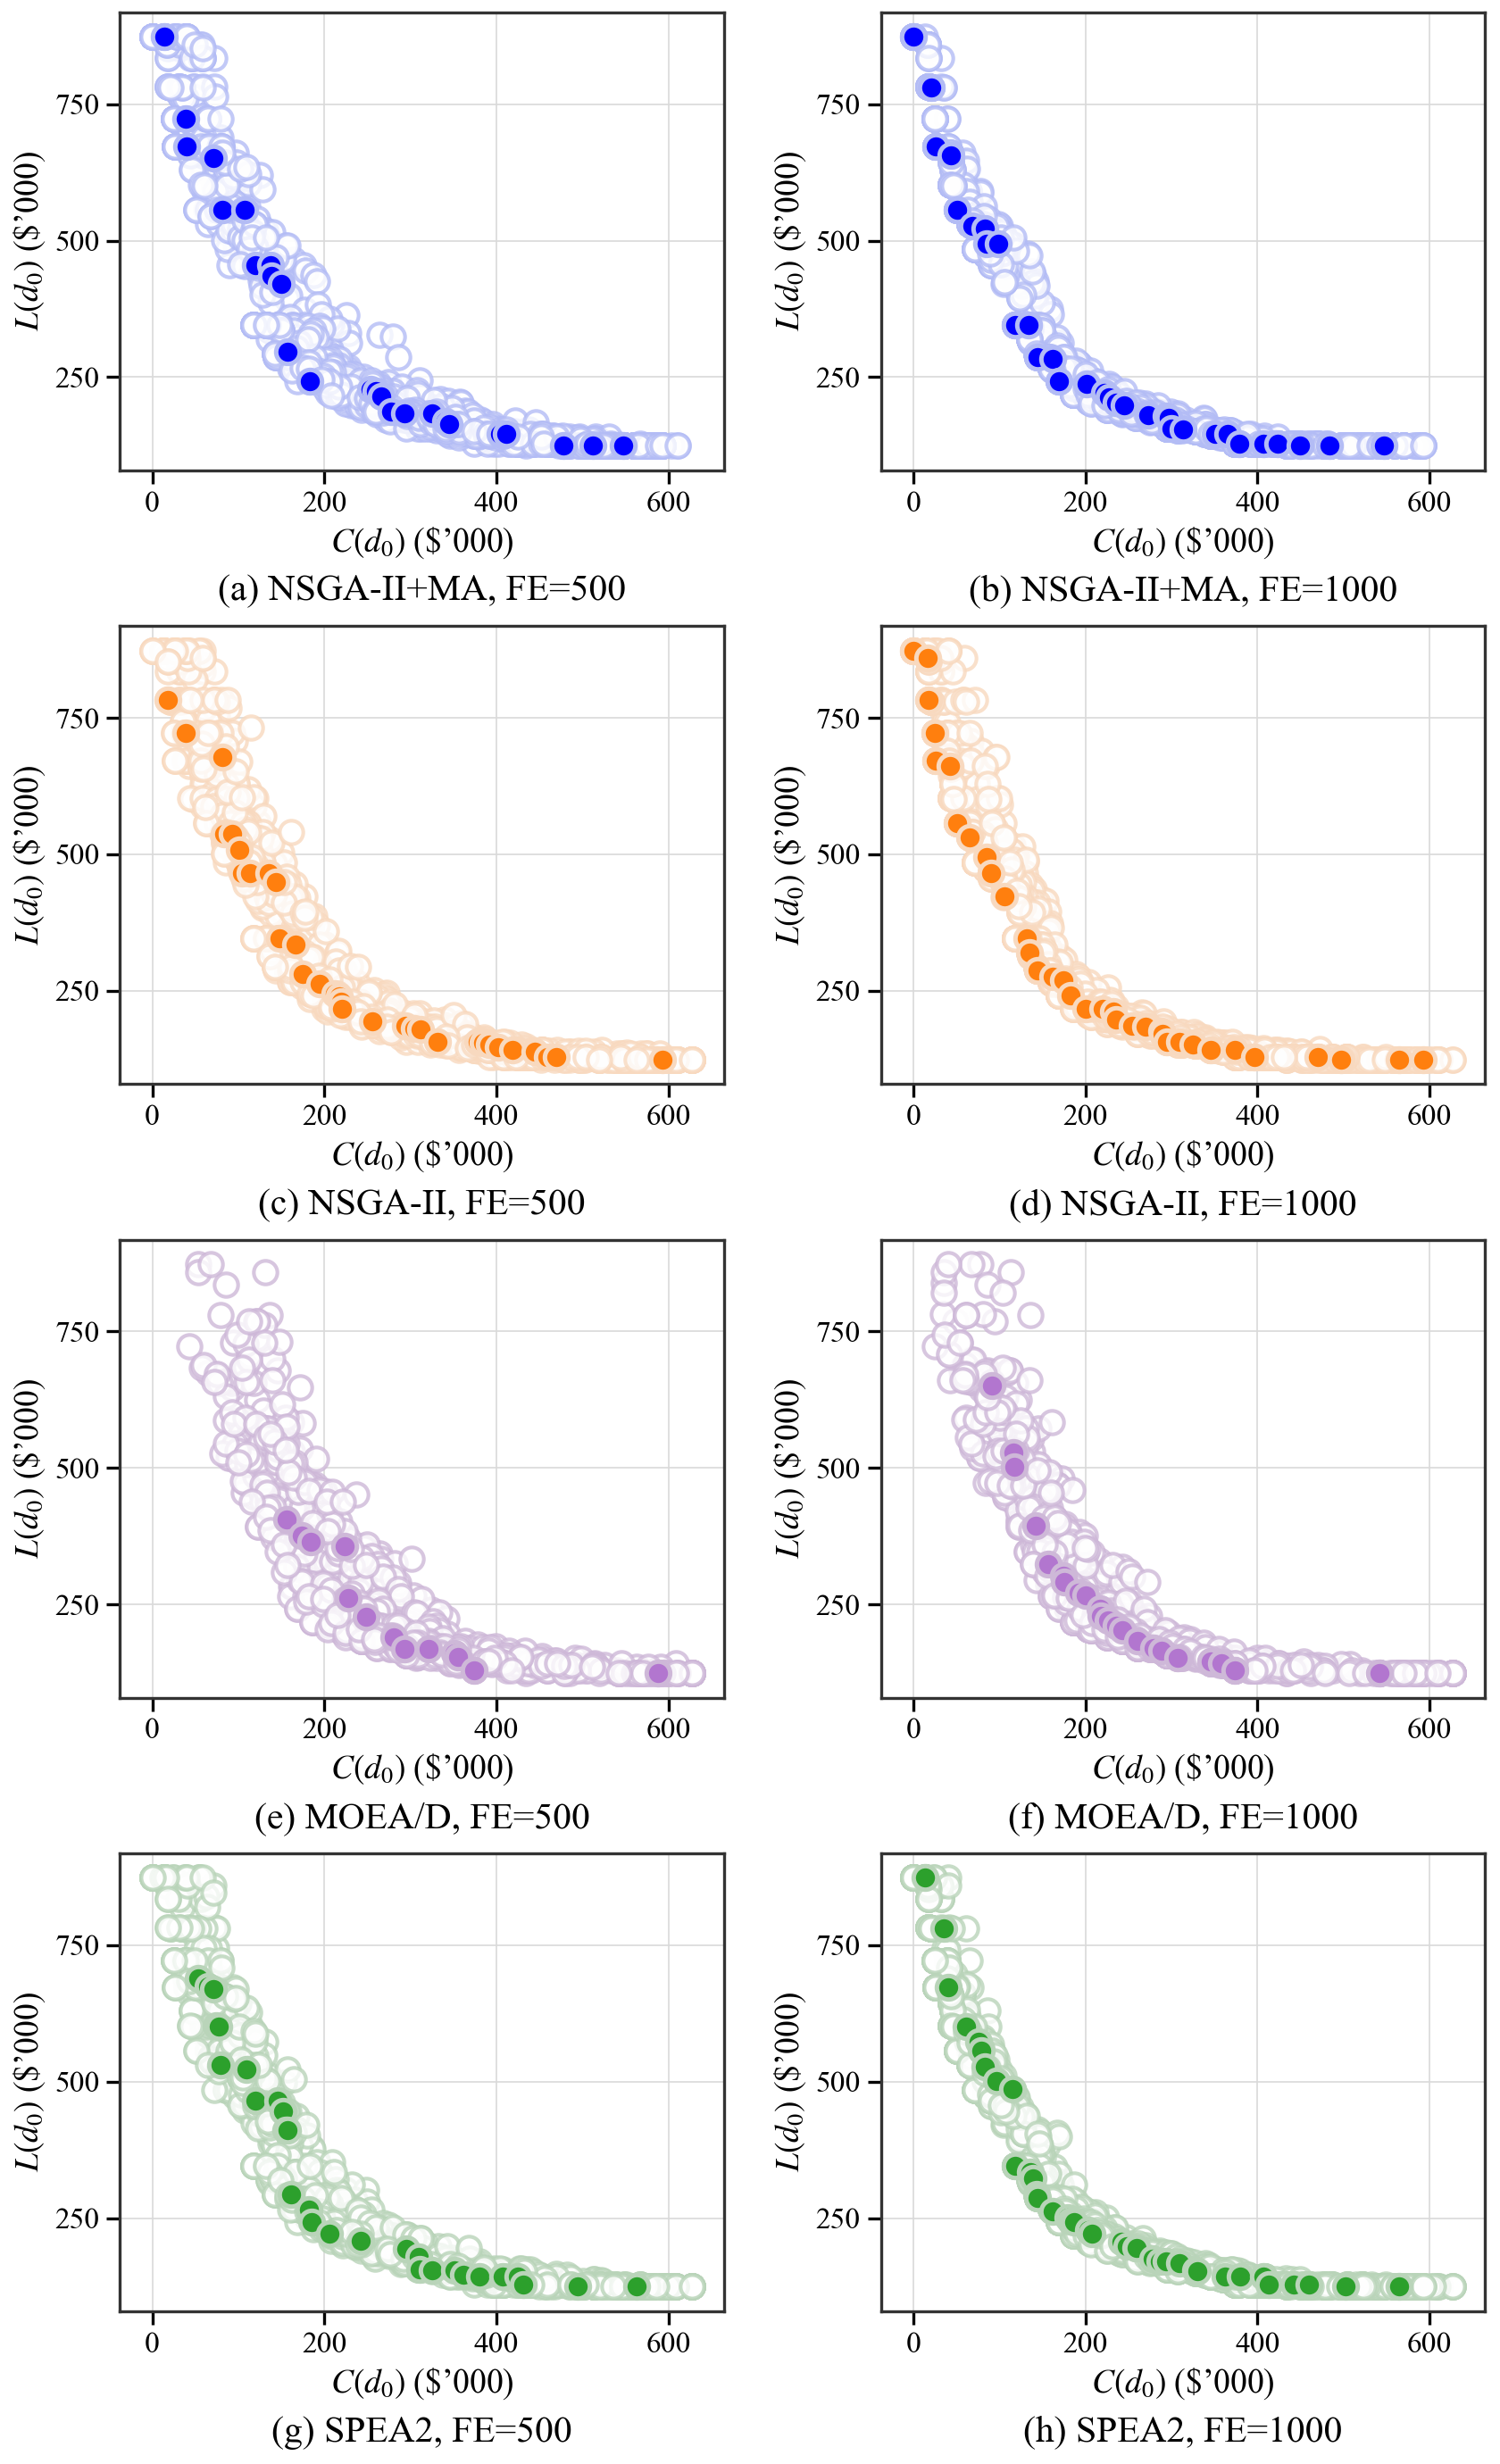 750
500
250
L(d₀) ($’000)
0 200 400 600
C(d₀) ($’000)
(a) NSGA-II+MA, FE=500
750
500
250
L(d₀) ($’000)
0 200 400 600
C(d₀) ($’000)
(b) NSGA-II+MA, FE=1000
750
500
250
L(d₀) ($’000)
0 200 400 600
C(d₀) ($’000)
(c) NSGA-II, FE=500
750
500
250
L(d₀) ($’000)
0 200 400 600
C(d₀) ($’000)
(d) NSGA-II, FE=1000
750
500
250
L(d₀) ($’000)
0 200 400 600
C(d₀) ($’000)
(e) MOEA/D, FE=500
750
500
250
L(d₀) ($’000)
0 200 400 600
C(d₀) ($’000)
(f) MOEA/D, FE=1000
750
500
250
L(d₀) ($’000)
0 200 400 600
C(d₀) ($’000)
(g) SPEA2, FE=500
750
500
250
L(d₀) ($’000)
0 200 400 600
C(d₀) ($’000)
(h) SPEA2, FE=1000